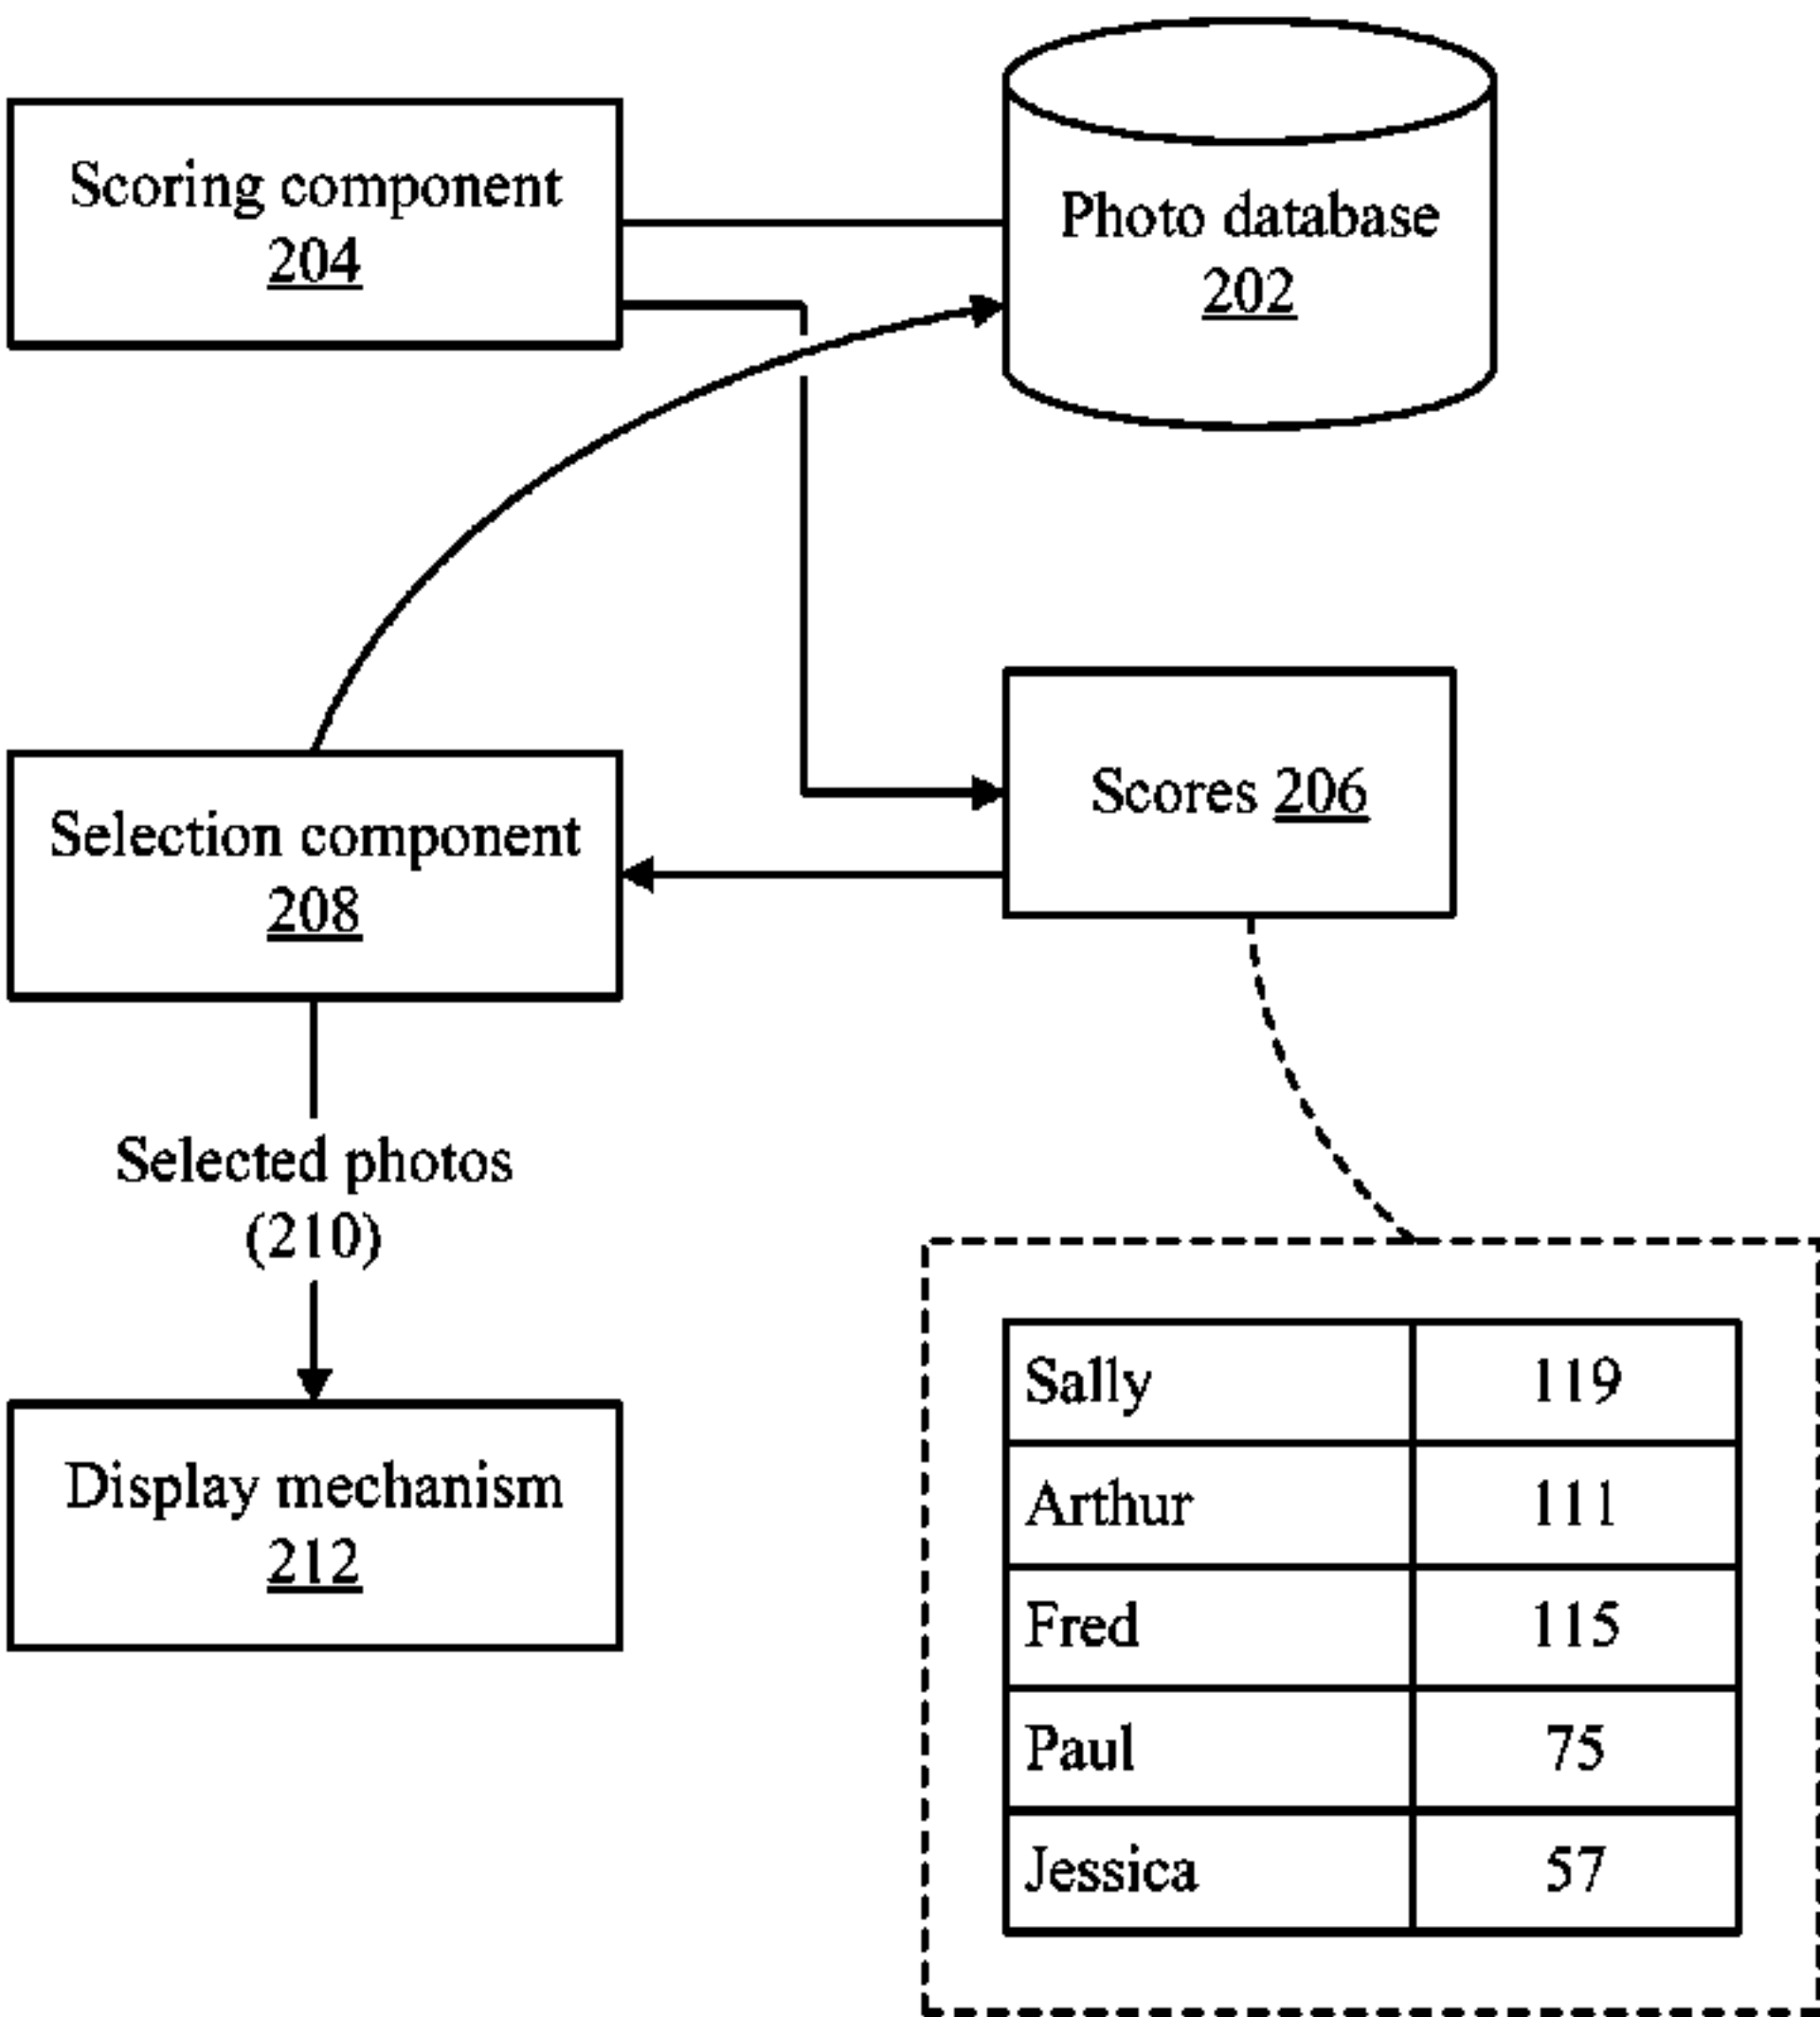 Scoring component
204
Photo database
202
Selection component
208
Scores 206
Selected photos
(210)
Display mechanism
212
Sally 119
Arthur 111
Fred 115
Paul 75
Jessica 57